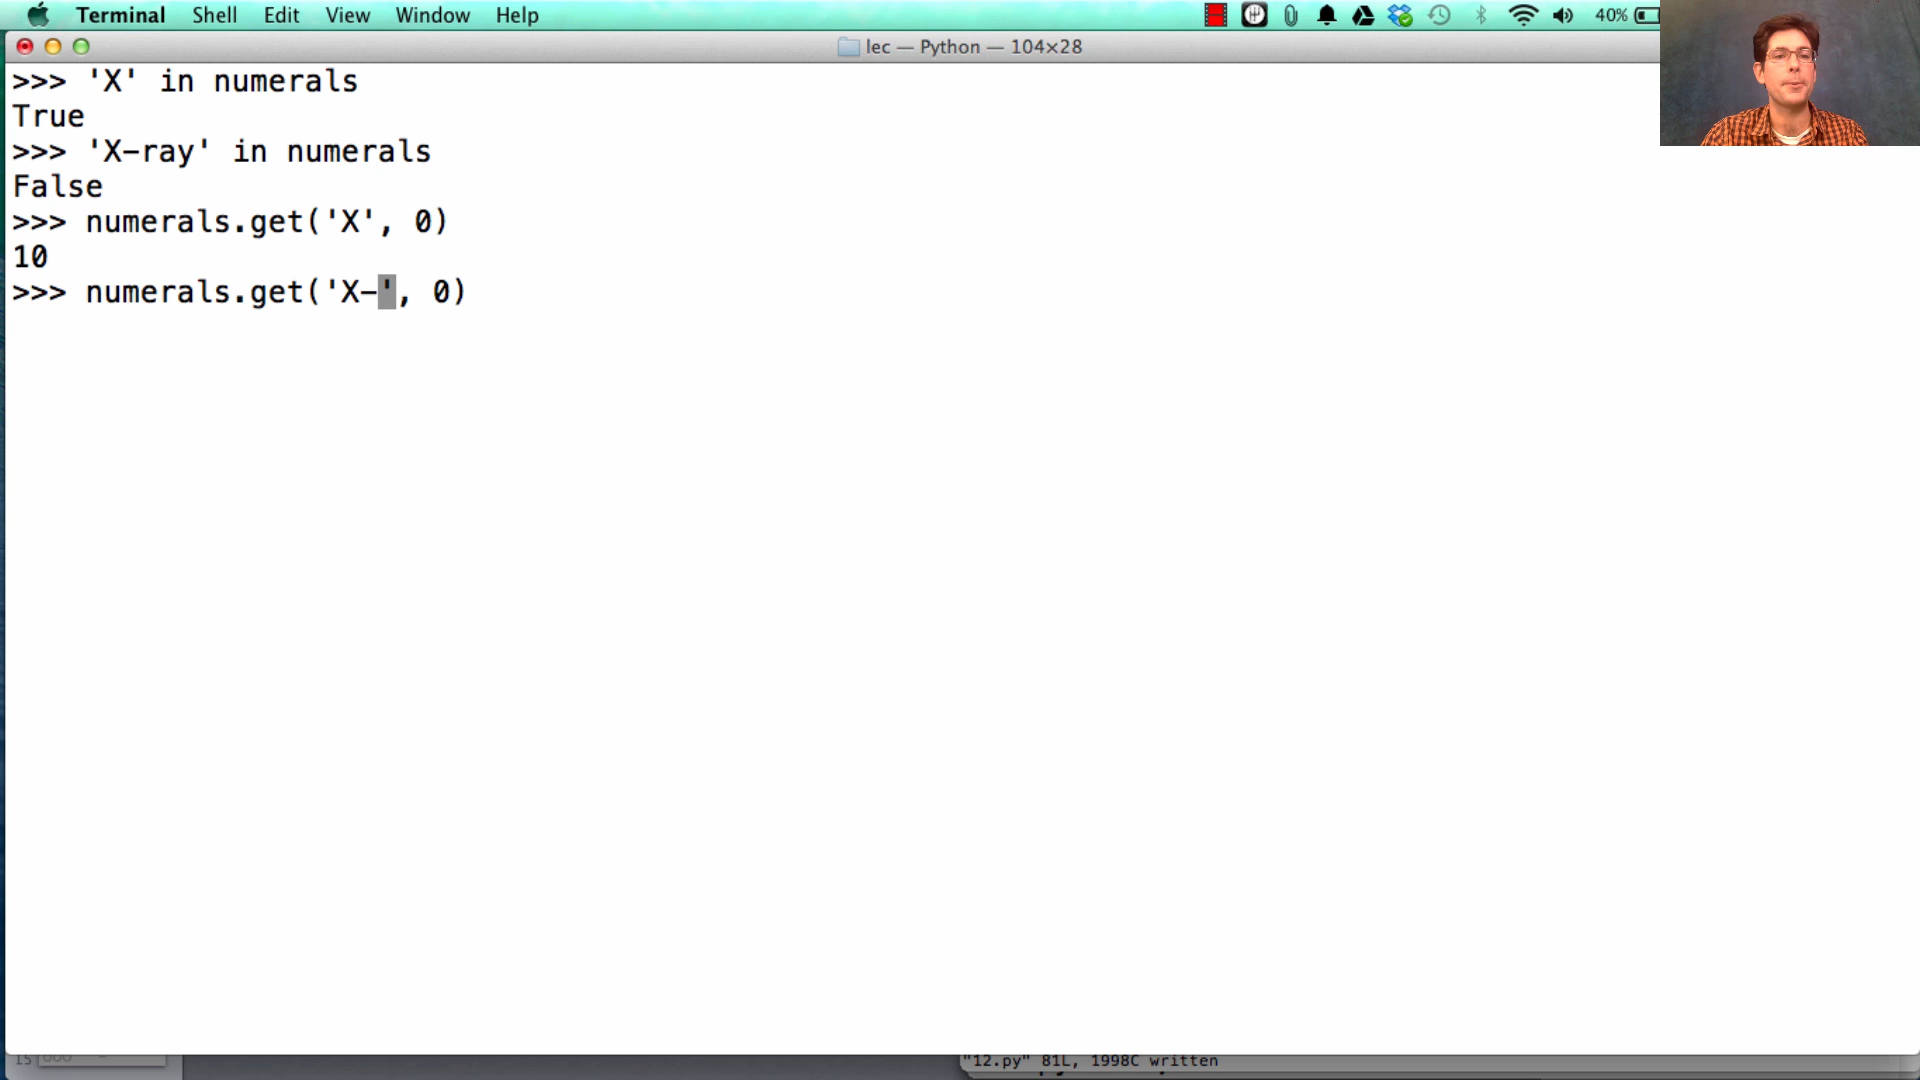 Terminal Shell Edit View Window Help 40%
lec — Python — 104×28
>>> 'X' in numerals
True
>>> 'X-ray' in numerals
False
>>> numerals.get('X', 0)
10
>>> numerals.get('X-', 0)
"12.py" 81L, 1998C written